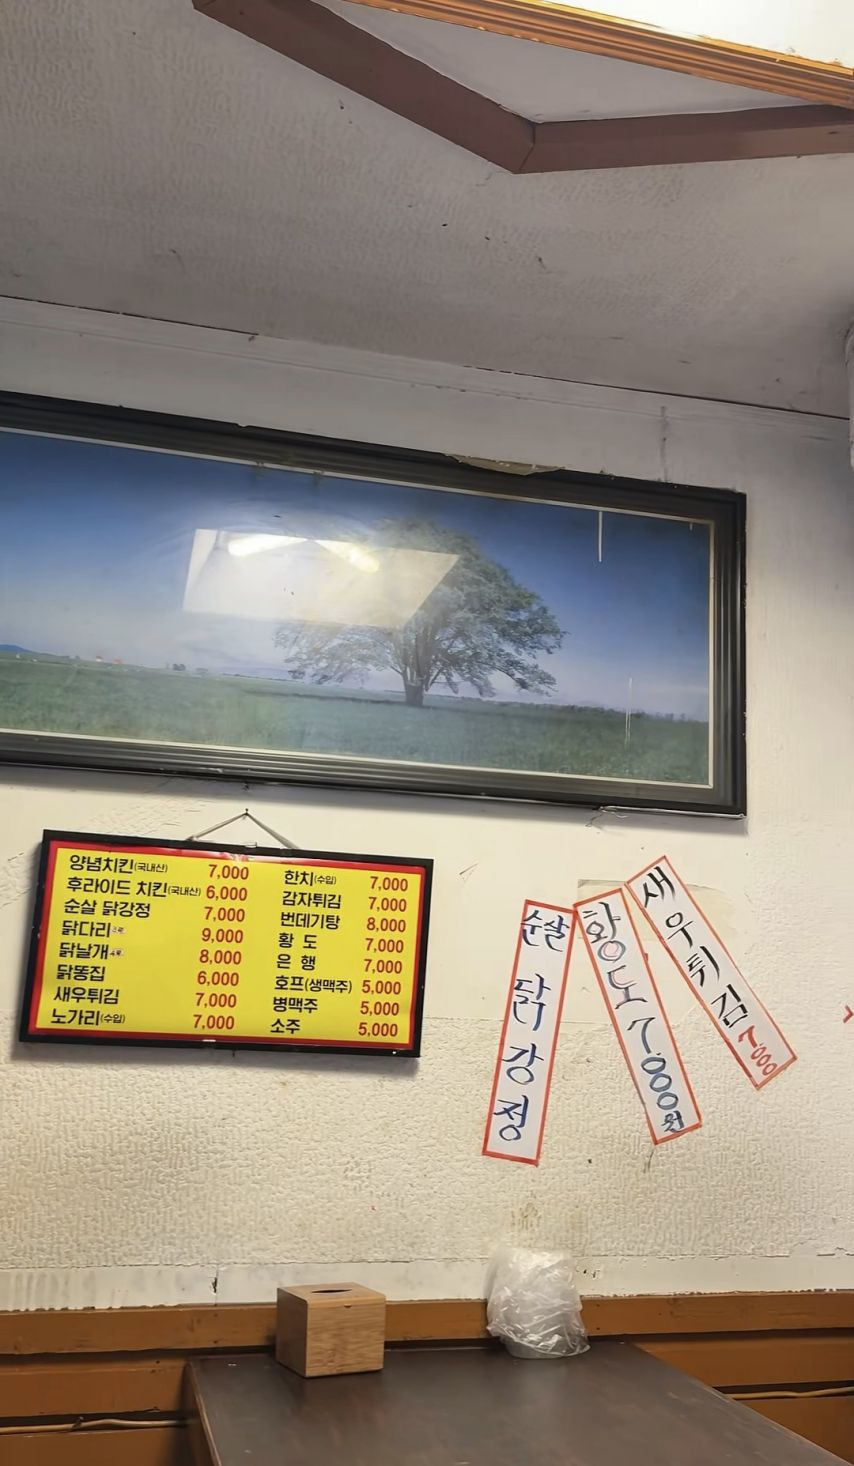 양념치킨(국내산) 7,000
후라이드 치킨(국내산) 6,000
순살 닭강정 7,000
닭다리 9,000
닭날개 8,000
닭똥집 6,000
새우튀김 7,000
노가리(수입) 7,000
한치(수입) 7,000
감자튀김 7,000
번데기탕 8,000
황 도 7,000
은 행 7,000
호프(생맥주) 5,000
병맥주 5,000
소주 5,000
순살 닭강정
황도 7.000원
새우튀김 7.000